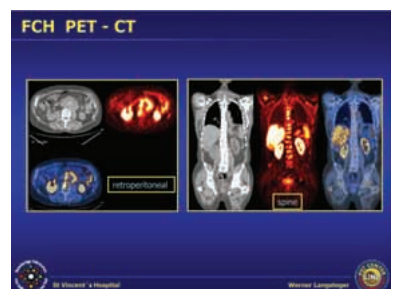 FCH PET - CT
retroperitoneal
spine
St Vincent's Hospital
Werner Langsteger